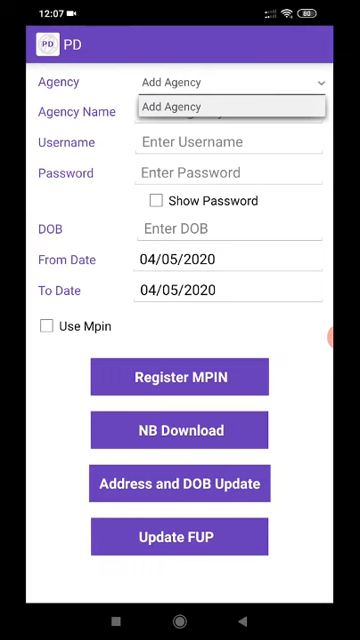 12:07
80
PD PD
Agency Add Agency
Add Agency
Agency Name
Username Enter Username
Password Enter Password
Show Password
DOB Enter DOB
From Date 04/05/2020
To Date 04/05/2020
Use Mpin
Register MPIN
NB Download
Address and DOB Update
Update FUP